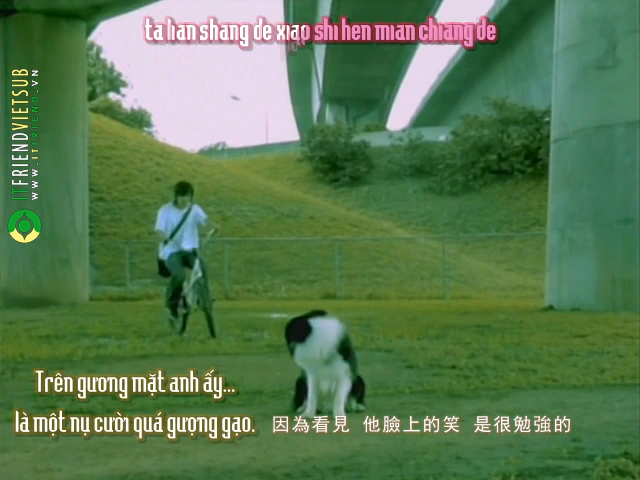 ta lian shang de xiao shi hen mian chiang de
ITFRIENDVIETSUB
WWW.ITFRIEND.VN
Trên gương mặt anh ấy...
là một nụ cười quá gượng gạo.
因為看見 他臉上的笑 是很勉強的